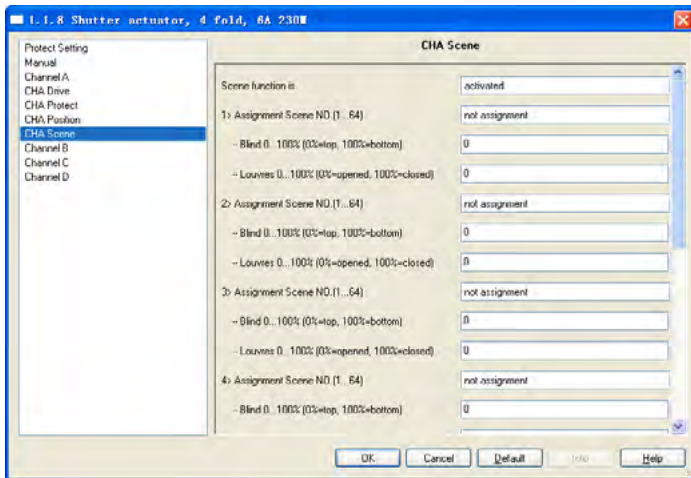 1.1.8 Shutter actuator, 4 fold, 6A 230W
Protect Setting
Manual
Channel A
CHA Drive
CHA Protect
CHA Position
CHA Scene
Channel B
Channel C
Channel D
CHA Scene
Scene function is activated
1> Assignment Scene NO.(1...64) not assignment
-- Blind 0...100% (0%=top, 100%=bottom) 0
-- Louvres 0...100% (0%=opened, 100%=closed) 0
2> Assignment Scene NO.(1...64) not assignment
-- Blind 0...100% (0%=top, 100%=bottom) 0
-- Louvres 0...100% (0%=opened, 100%=closed) 0
3> Assignment Scene NO.(1...64) not assignment
-- Blind 0...100% (0%=top, 100%=bottom) 0
-- Louvres 0...100% (0%=opened, 100%=closed) 0
4> Assignment Scene NO.(1...64) not assignment
-- Blind 0...100% (0%=top, 100%=bottom) 0
OK Cancel Default Info Help